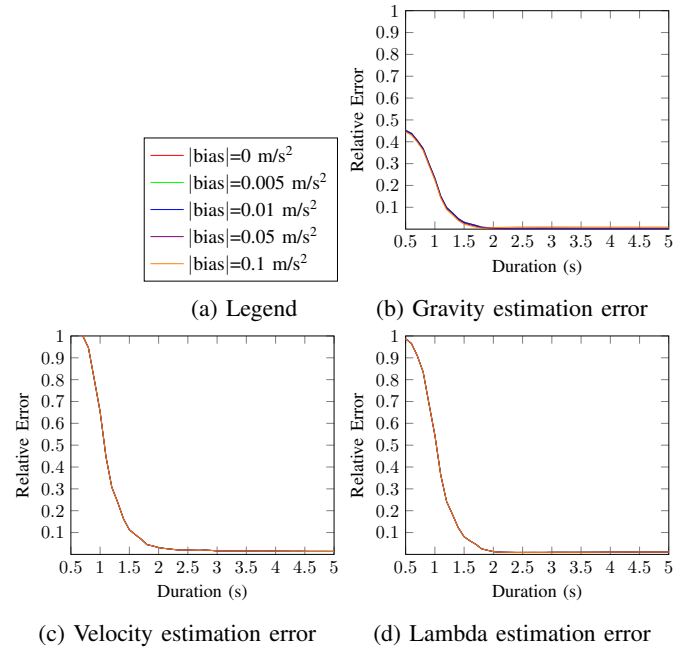 |bias|=0 m/s²
|bias|=0.005 m/s²
|bias|=0.01 m/s²
|bias|=0.05 m/s²
|bias|=0.1 m/s²
(a) Legend
1
0.9
0.8
0.7
0.6
0.5
0.4
0.3
0.2
0.1
Relative Error
0.5 1 1.5 2 2.5 3 3.5 4 4.5 5
Duration (s)
(b) Gravity estimation error
1
0.9
0.8
0.7
0.6
0.5
0.4
0.3
0.2
0.1
Relative Error
0.5 1 1.5 2 2.5 3 3.5 4 4.5 5
Duration (s)
(c) Velocity estimation error
1
0.9
0.8
0.7
0.6
0.5
0.4
0.3
0.2
0.1
Relative Error
0.5 1 1.5 2 2.5 3 3.5 4 4.5 5
Duration (s)
(d) Lambda estimation error